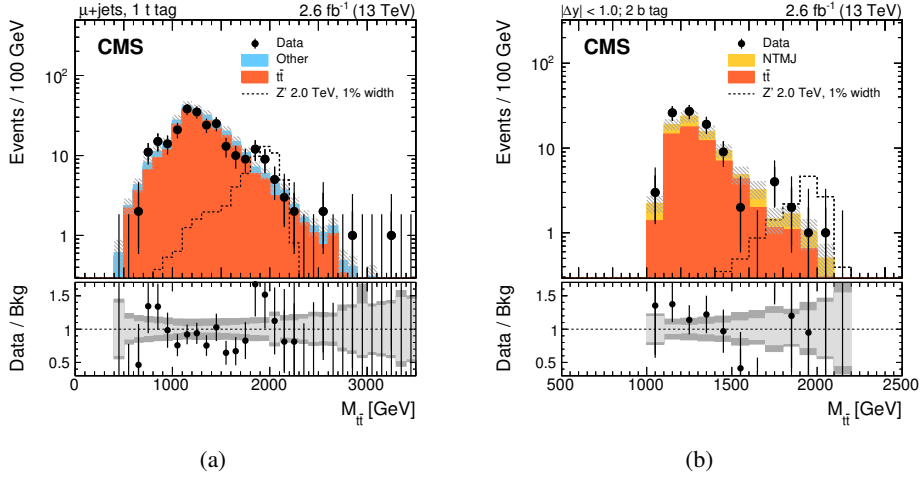 μ+jets, 1 t tag 2.6 fb⁻¹ (13 TeV)
CMS
Data
Other
tt̄
Z' 2.0 TeV, 1% width
Events / 100 GeV
10²
10
1
Data / Bkg
1.5
1
0.5
0 1000 2000 3000
M_tt̄ [GeV]
(a)
|Δy| < 1.0; 2 b tag 2.6 fb⁻¹ (13 TeV)
CMS
Data
NTMJ
tt̄
Z' 2.0 TeV, 1% width
Events / 100 GeV
10²
10
1
Data / Bkg
1.5
1
0.5
500 1000 1500 2000 2500
M_tt̄ [GeV]
(b)